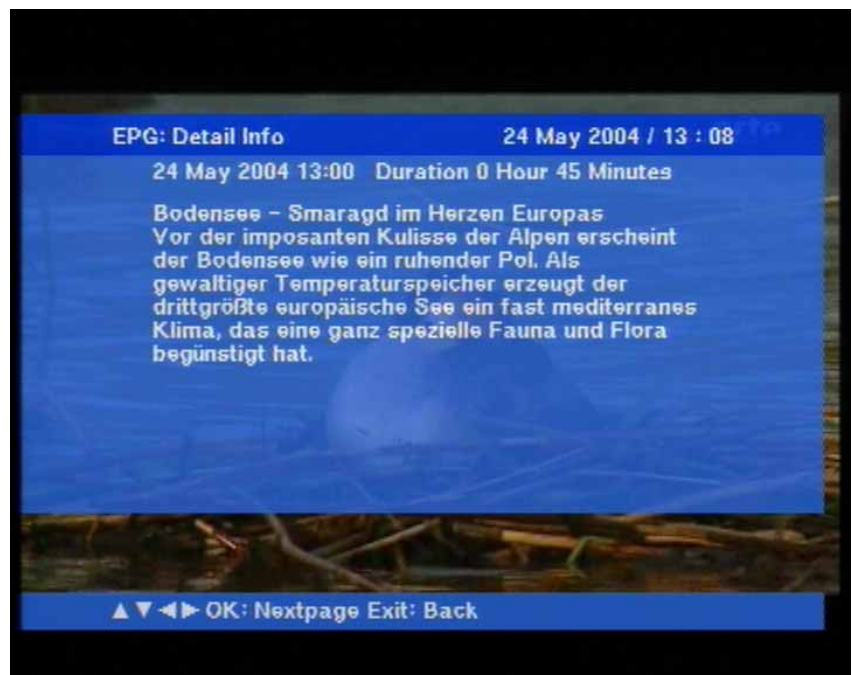 EPG: Detail Info 24 May 2004 / 13 : 08 arte
24 May 2004 13:00 Duration 0 Hour 45 Minutes
Bodensee - Smaragd im Herzen Europas
Vor der imposanten Kulisse der Alpen erscheint
der Bodensee wie ein ruhender Pol. Als
gewaltiger Temperaturspeicher erzeugt der
drittgrößte europäische See ein fast mediterranes
Klima, das eine ganz spezielle Fauna und Flora
begünstigt hat.
▲▼◄► OK: Nextpage Exit: Back